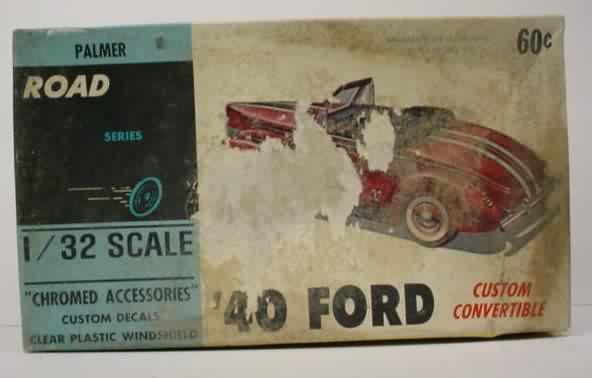 PALMER
ROAD
SERIES
1/32 SCALE
"CHROMED ACCESSORIES"
CUSTOM DECALS
CLEAR PLASTIC WINDSHIELD
60¢
'40 FORD
CUSTOM
CONVERTIBLE